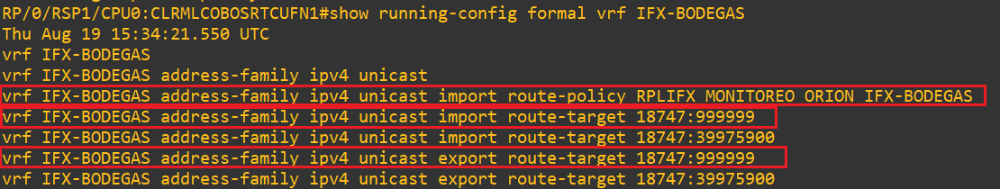 RP/0/RSP1/CPU0:CLRMLCOBOSRTCUFN1#show running-config formal vrf IFX-BODEGAS
Thu Aug 19 15:34:21.550 UTC
vrf IFX-BODEGAS
vrf IFX-BODEGAS address-family ipv4 unicast
vrf IFX-BODEGAS address-family ipv4 unicast import route-policy RPLIFX MONITOREO ORION IFX-BODEGAS
vrf IFX-BODEGAS address-family ipv4 unicast import route-target 18747:999999
vrf IFX-BODEGAS address-family ipv4 unicast import route-target 18747:39975900
vrf IFX-BODEGAS address-family ipv4 unicast export route-target 18747:999999
vrf IFX-BODEGAS address-family ipv4 unicast export route-target 18747:39975900